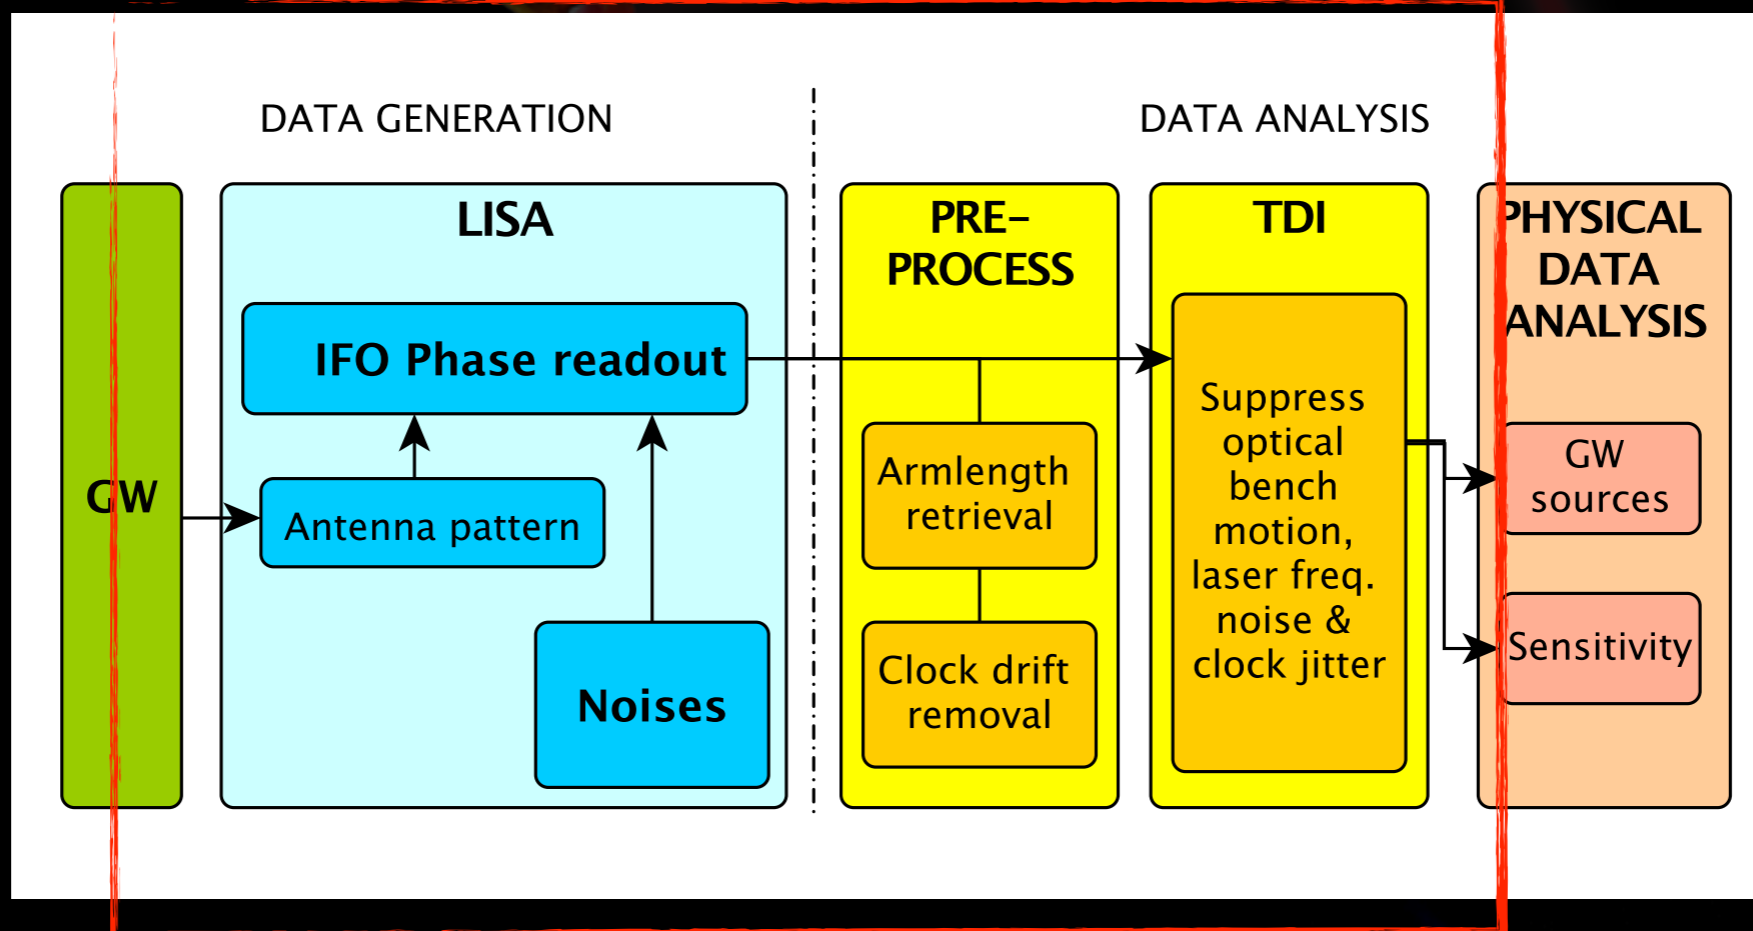 DATA GENERATION
DATA ANALYSIS
GW
LISA
IFO Phase readout
Antenna pattern
Noises
PRE-
PROCESS
Armlength
retrieval
Clock drift
removal
TDI
Suppress
optical
bench
motion,
laser freq.
noise &
clock jitter
PHYSICAL
DATA
ANALYSIS
GW
sources
Sensitivity